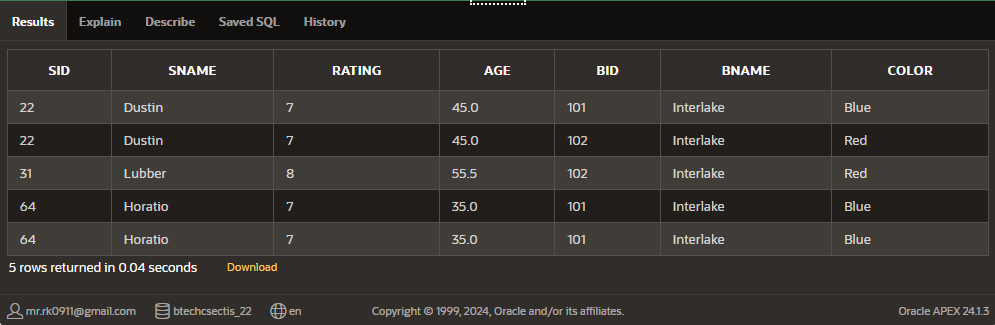 Results Explain Describe Saved SQL History
SID SNAME RATING AGE BID BNAME COLOR
22 Dustin 7 45.0 101 Interlake Blue
22 Dustin 7 45.0 102 Interlake Red
31 Lubber 8 55.5 102 Interlake Red
64 Horatio 7 35.0 101 Interlake Blue
64 Horatio 7 35.0 101 Interlake Blue
5 rows returned in 0.04 seconds Download
mr.rk0911@gmail.com btechcsectis_22 en Copyright © 1999, 2024, Oracle and/or its affiliates. Oracle APEX 24.1.3